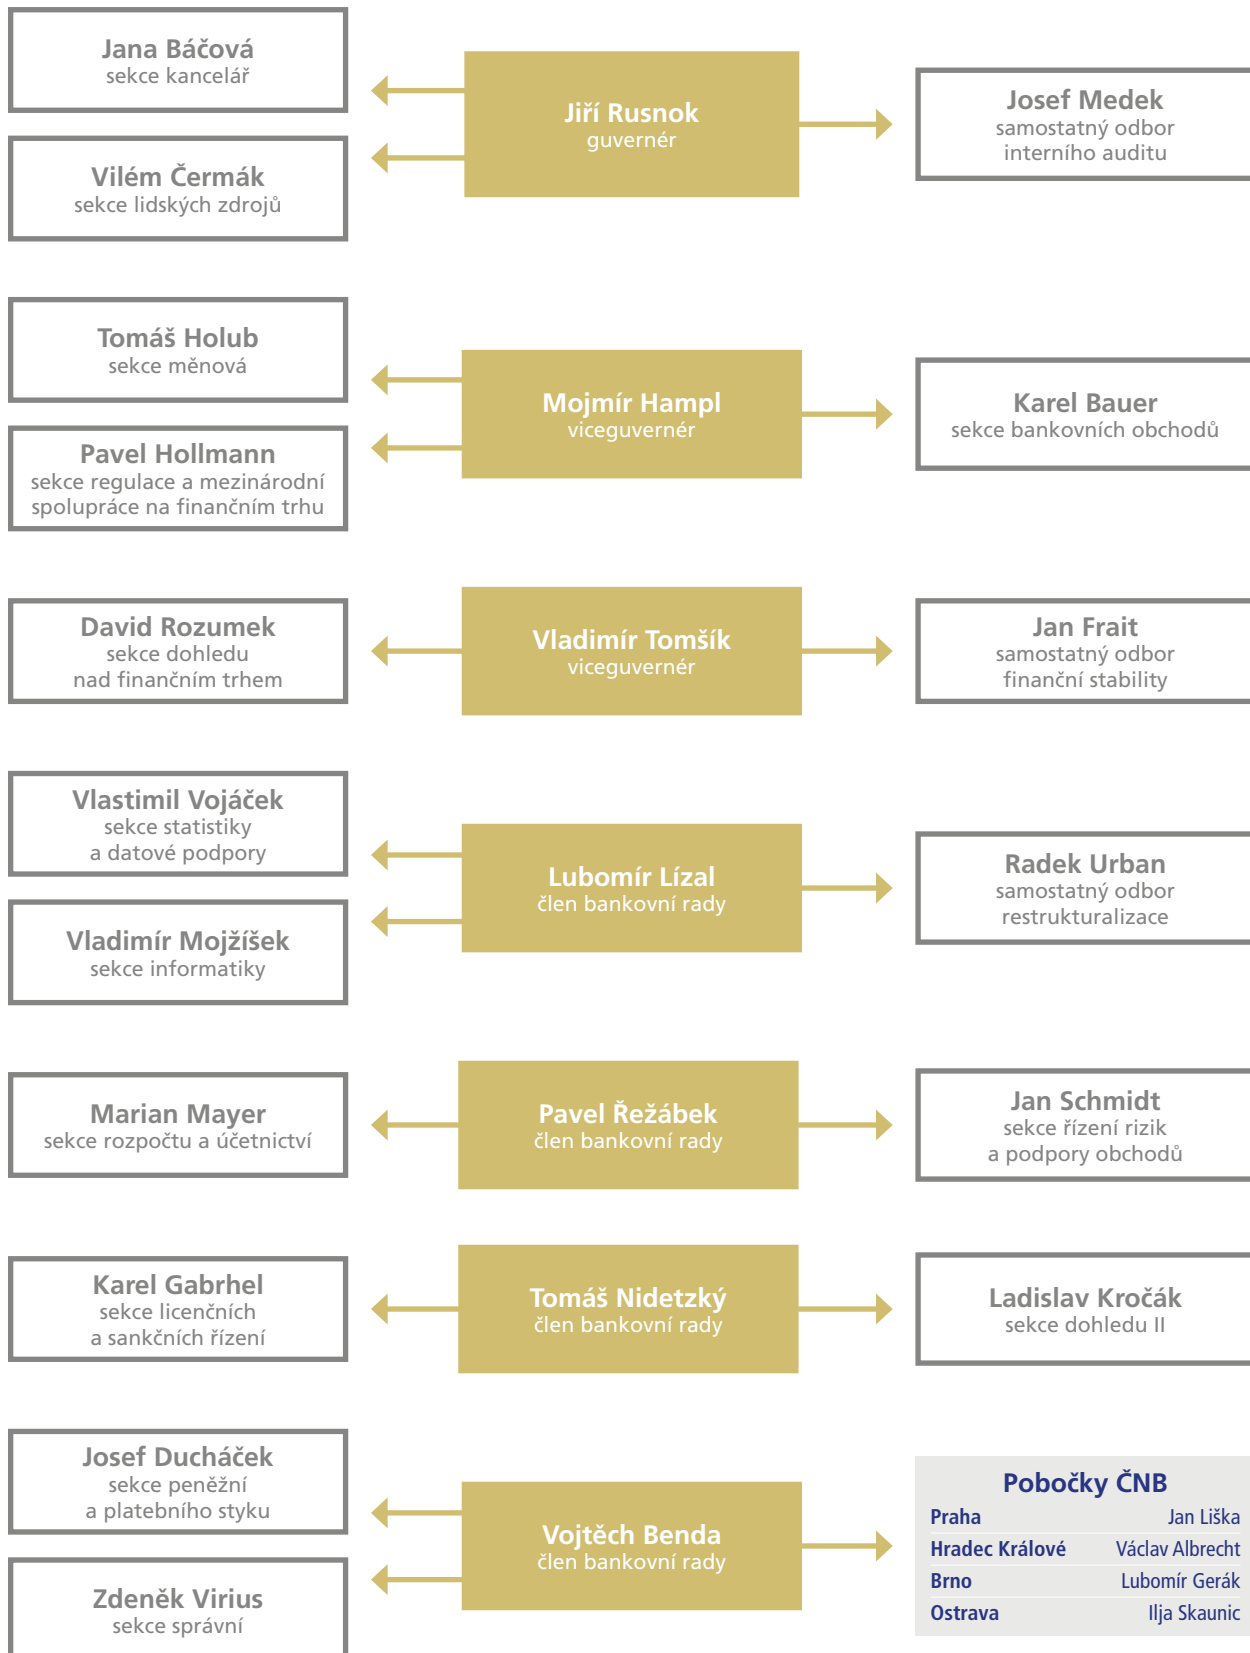 Jana Báčová
sekce kancelář
Vilém Čermák
sekce lidských zdrojů
Jiří Rusnok
guvernér
Josef Medek
samostatný odbor
interního auditu
Tomáš Holub
sekce měnová
Pavel Hollmann
sekce regulace a mezinárodní
spolupráce na finančním trhu
Mojmír Hampl
viceguvernér
Karel Bauer
sekce bankovních obchodů
David Rozumek
sekce dohledu
nad finančním trhem
Vladimír Tomšík
viceguvernér
Jan Frait
samostatný odbor
finanční stability
Vlastimil Vojáček
sekce statistiky
a datové podpory
Vladimír Mojžíšek
sekce informatiky
Lubomír Lízal
člen bankovní rady
Radek Urban
samostatný odbor
restrukturalizace
Marian Mayer
sekce rozpočtu a účetnictví
Pavel Řežábek
člen bankovní rady
Jan Schmidt
sekce řízení rizik
a podpory obchodů
Karel Gabrhel
sekce licenčních
a sankčních řízení
Tomáš Nidetzký
člen bankovní rady
Ladislav Kročák
sekce dohledu II
Josef Ducháček
sekce peněžní
a platebního styku
Zdeněk Virius
sekce správní
Vojtěch Benda
člen bankovní rady
Pobočky ČNB
Praha Jan Liška
Hradec Králové Václav Albrecht
Brno Lubomír Gerák
Ostrava Ilja Skaunic